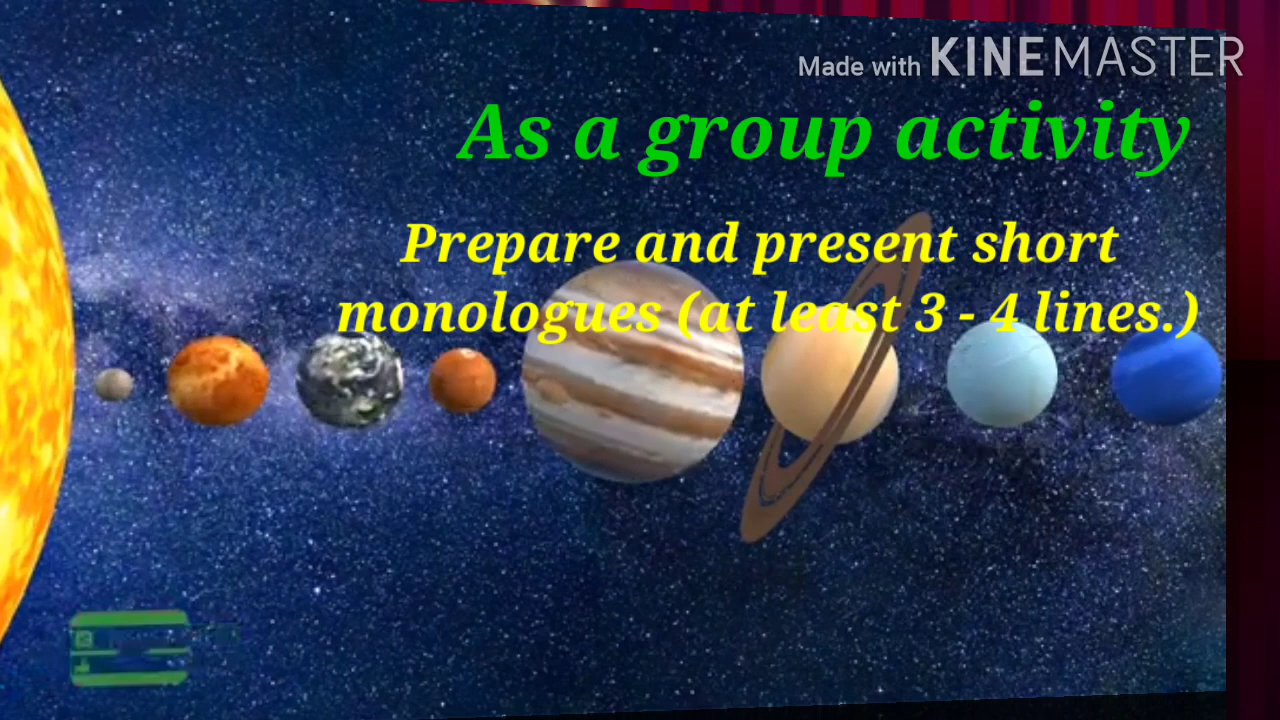 Made with KINEMASTER
As a group activity
Prepare and present short
monologues (at least 3 - 4 lines.)